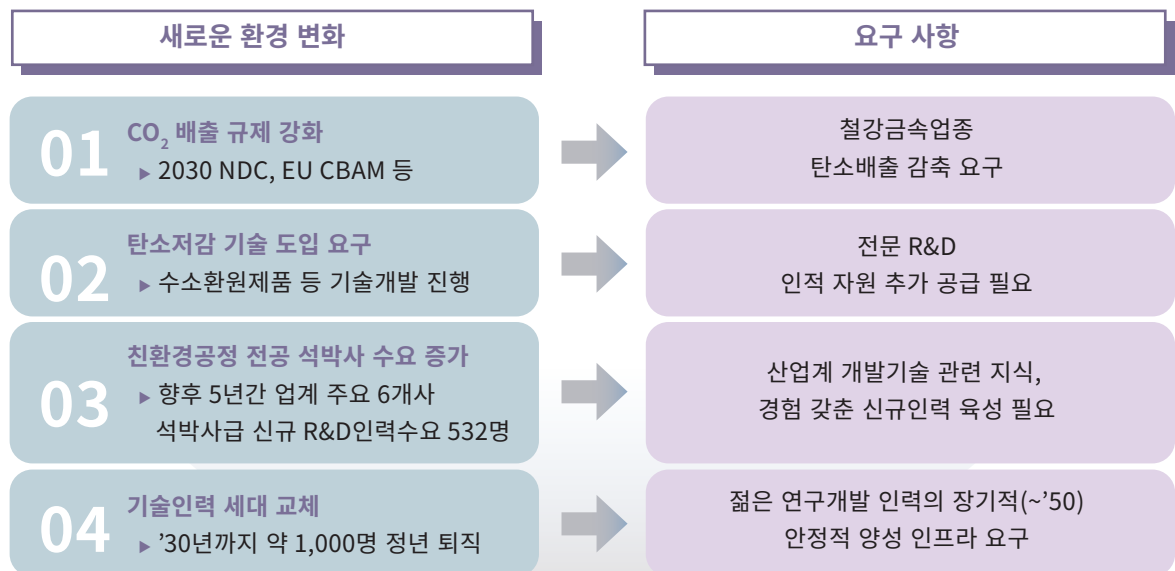 새로운 환경 변화
요구 사항
01
CO₂ 배출 규제 강화
▸ 2030 NDC, EU CBAM 등
철강금속업종
탄소배출 감축 요구
02
탄소저감 기술 도입 요구
▸ 수소환원제품 등 기술개발 진행
전문 R&D
인적 자원 추가 공급 필요
03
친환경공정 전공 석박사 수요 증가
▸ 향후 5년간 업계 주요 6개사
석박사급 신규 R&D인력수요 532명
산업계 개발기술 관련 지식,
경험 갖춘 신규인력 육성 필요
04
기술인력 세대 교체
▸ ’30년까지 약 1,000명 정년 퇴직
젊은 연구개발 인력의 장기적(~’50)
안정적 양성 인프라 요구